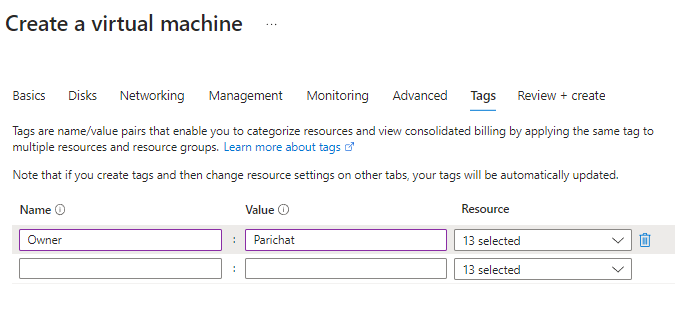 Create a virtual machine ...
Basics Disks Networking Management Monitoring Advanced Tags Review + create
Tags are name/value pairs that enable you to categorize resources and view consolidated billing by applying the same tag to
multiple resources and resource groups. Learn more about tags
Note that if you create tags and then change resource settings on other tabs, your tags will be automatically updated.
Name Value Resource
Owner : Parichat 13 selected
: 13 selected